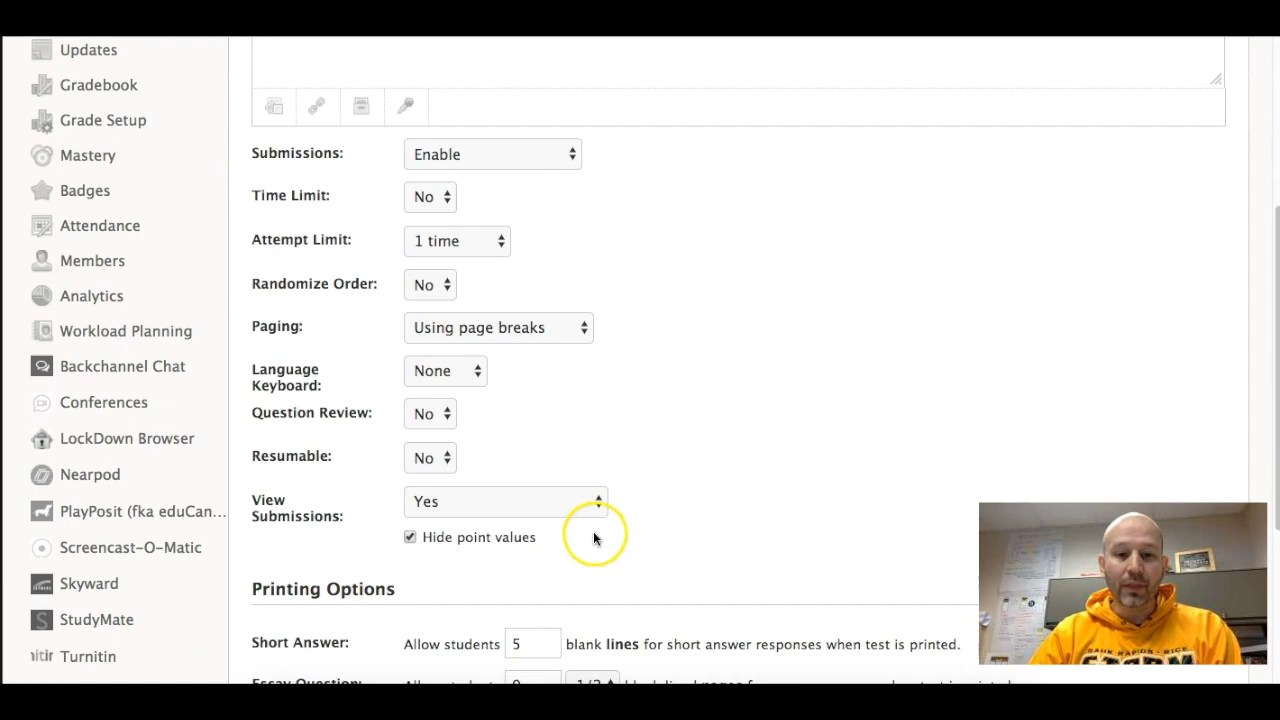 Updates
Gradebook
Grade Setup
Mastery
Badges
Attendance
Members
Analytics
Workload Planning
Backchannel Chat
Conferences
LockDown Browser
Nearpod
PlayPosit (fka eduCan...
Screencast-O-Matic
Skyward
StudyMate
Turnitin
Submissions: Enable
Time Limit: No
Attempt Limit: 1 time
Randomize Order: No
Paging: Using page breaks
Language
Keyboard: None
Question Review: No
Resumable: No
View
Submissions: Yes
Hide point values
Printing Options
Short Answer: Allow students 5 blank lines for short answer responses when test is printed.